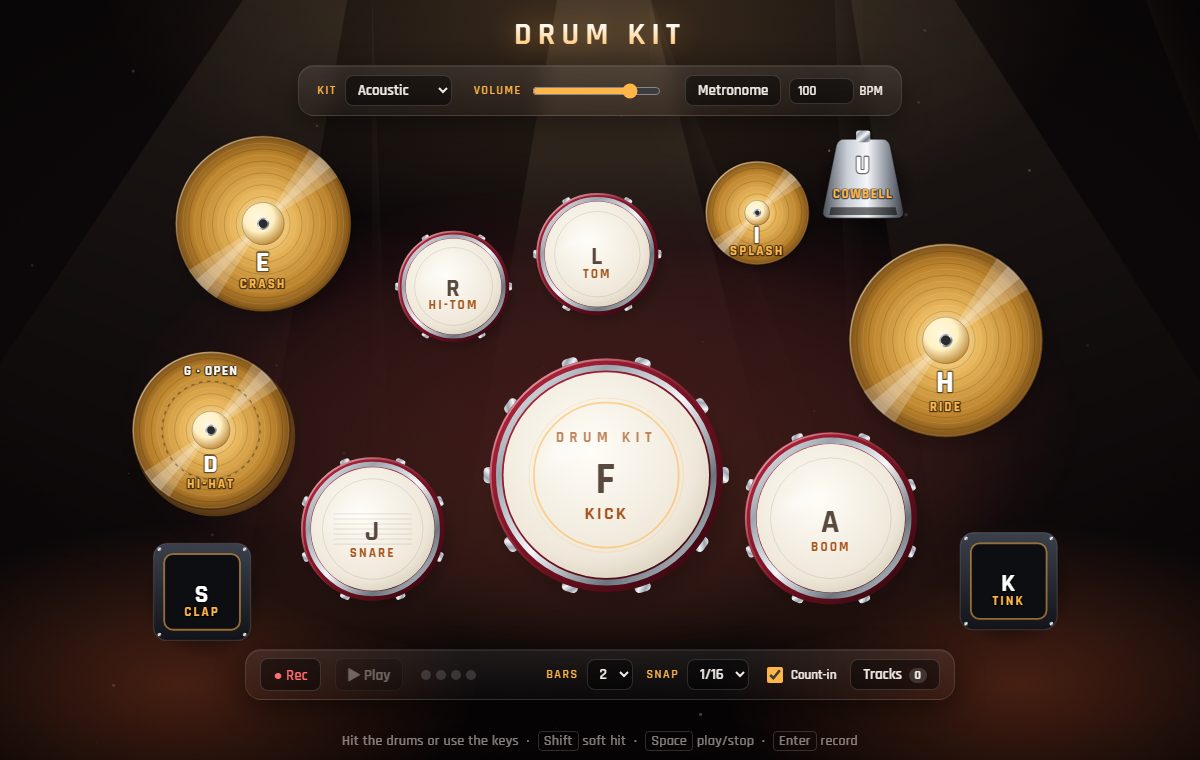 DRUM KIT
KIT Acoustic VOLUME Metronome 100 BPM
U
COWBELL
I
SPLASH
E
CRASH
L
TOM
R
HI-TOM
H
RIDE
G · OPEN
D
HI-HAT
DRUM KIT
F
KICK
J
SNARE
A
BOOM
S
CLAP
K
TINK
● Rec ▶ Play BARS 2 SNAP 1/16 Count-in Tracks 0
Hit the drums or use the keys · Shift soft hit · Space play/stop · Enter record